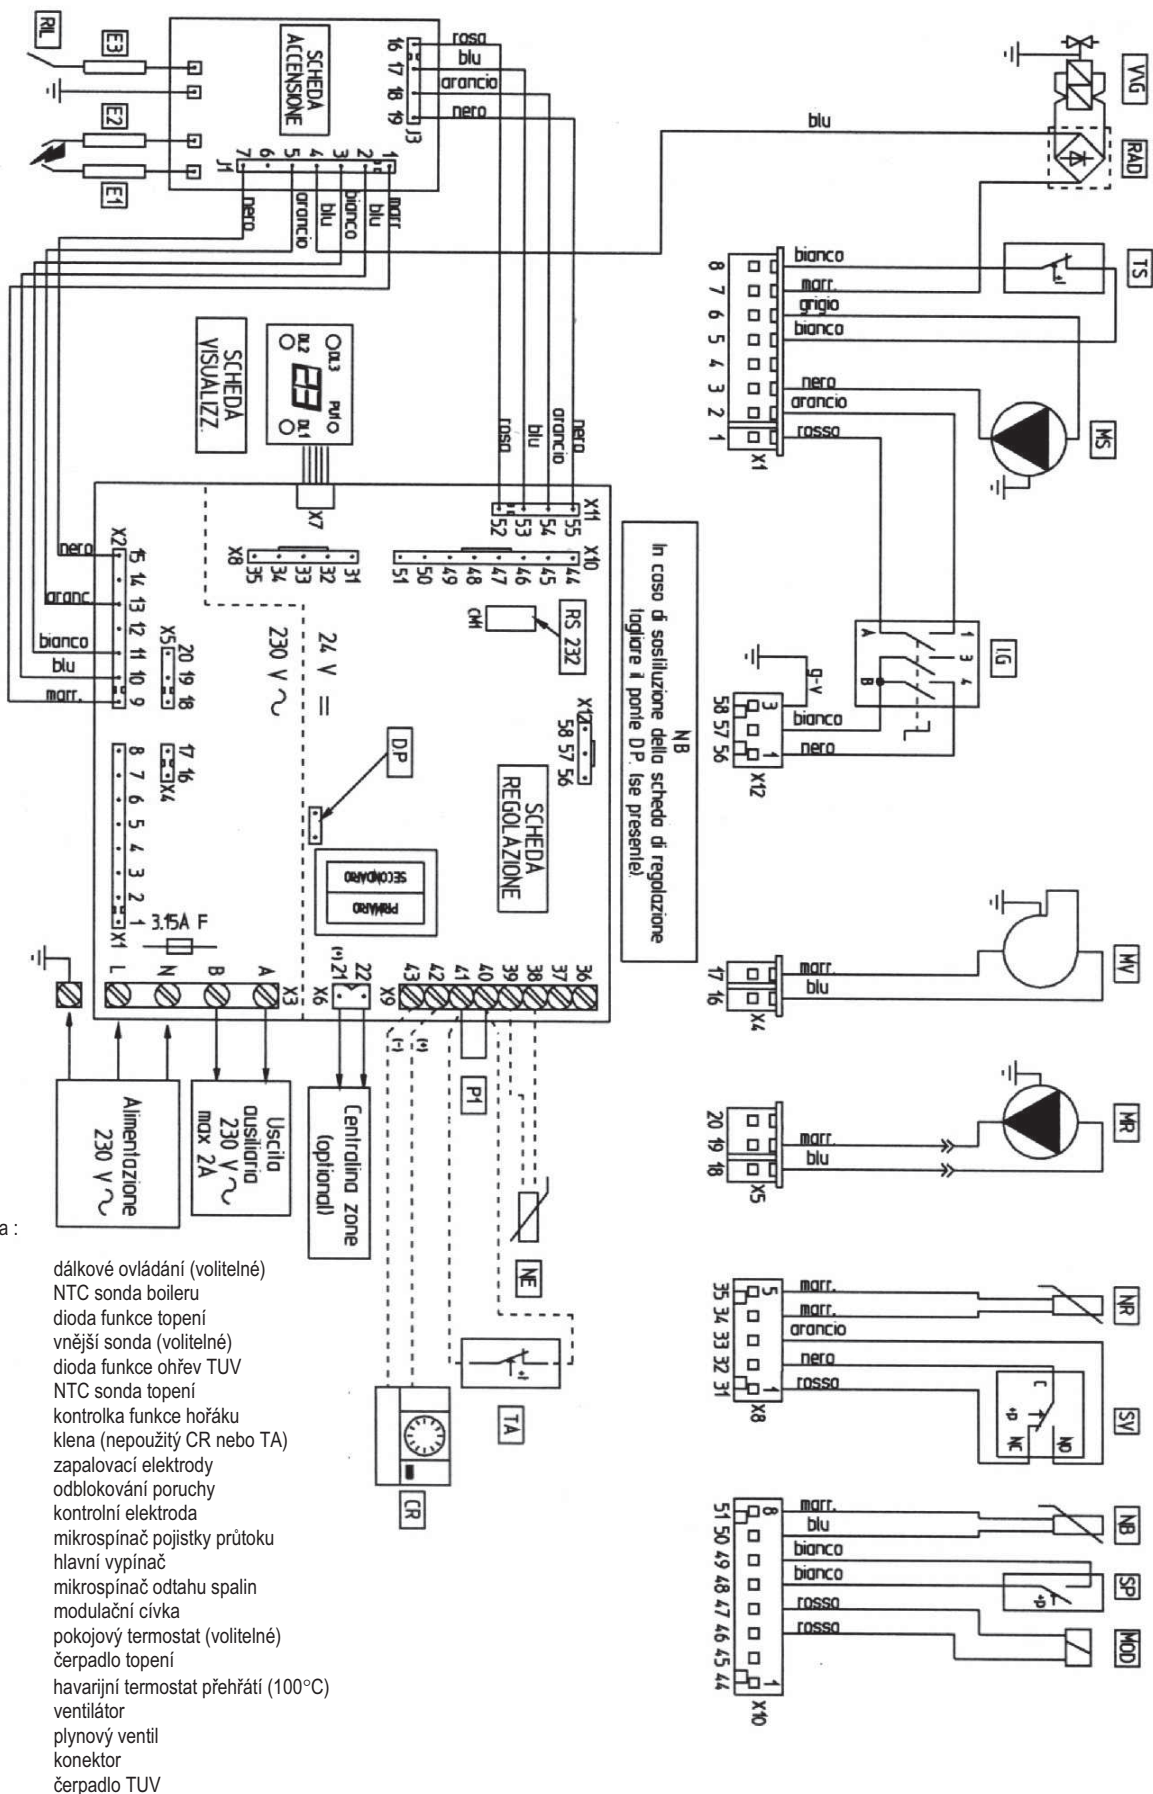 RIL
E3
E2
E1
SCHEDA
ACCENSIONE
J3
16
17
18
19
rosa
blu
arancio
nero
J1
7
6
5
4
3
2
1
nero
arancio
blu
bianco
blu
marr
blu
SCHEDA
VISUALIZZ.
DL3
DL2
PU1
DL1
E3
rosa
blu
arancio
nero
X11
52
53
54
55
X7
X8
35
34
33
32
31
X10
51
50
49
48
47
46
45
44
CM1
RS 232
X2
15
14
13
12
11
10
9
nero
aranc.
bianco
blu
marr.
X5
20 19 18
17 16
X4
24 V =
230 V
X12
58 57 56
D.P
SCHEDA
REGOLAZIONE
SECONDARIO
PRIMARIO
8
7
6
5
4
3
2
1
X1
3.15A F
L
N
B
A
X3
X6
(+)
21
22
X9
43
42
41
40
39
38
37
36
(-)
(+)
P1
Alimentazione
230 V
Uscita
ausiliaria
230 V
max 2A
Centralina zone
(optional)
NE
TA
CR
NB
In caso di sostituzione della scheda di regolazione
tagliare il ponte D.P. (se presente).
VG
RAD
TS
MS
8
7
6
5
4
3
2
1
X1
bianco
marr.
grigio
bianco
nero
arancio
rosso
IG
A
B
1
3
4
g-v
bianco
nero
58 57 56
3
1
X12
MV
marr.
blu
17 16
X4
MR
marr.
blu
20 19 18
X5
NR
marr.
marr.
arancio
nero
rosso
35 34 33 32 31
5
1
X8
SV
C
+p
NC
NO
NB
marr.
blu
bianco
bianco
rosso
rosso
51 50 49 48 47 46 45 44
8
1
X10
SP
+p
MOD
a :
dálkové ovládání (volitelné)
NTC sonda boileru
dioda funkce topení
vnější sonda (volitelné)
dioda funkce ohřev TUV
NTC sonda topení
kontrolka funkce hořáku
klena (nepoužitý CR nebo TA)
zapalovací elektrody
odblokování poruchy
kontrolní elektroda
mikrospínač pojistky průtoku
hlavní vypínač
mikrospínač odtahu spalin
modulační cívka
pokojový termostat (volitelné)
čerpadlo topení
havarijní termostat přehřátí (100°C)
ventilátor
plynový ventil
konektor
čerpadlo TUV